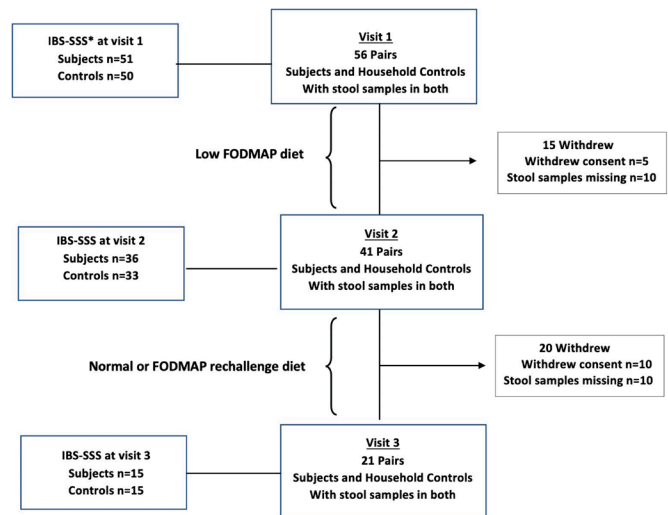 IBS-SSS* at visit 1
Subjects n=51
Controls n=50
Visit 1
56 Pairs
Subjects and Household Controls
With stool samples in both
Low FODMAP diet
15 Withdrew
Withdrew consent n=5
Stool samples missing n=10
IBS-SSS at visit 2
Subjects n=36
Controls n=33
Visit 2
41 Pairs
Subjects and Household Controls
With stool samples in both
Normal or FODMAP rechallenge diet
20 Withdrew
Withdrew consent n=10
Stool samples missing n=10
IBS-SSS at visit 3
Subjects n=15
Controls n=15
Visit 3
21 Pairs
Subjects and Household Controls
With stool samples in both